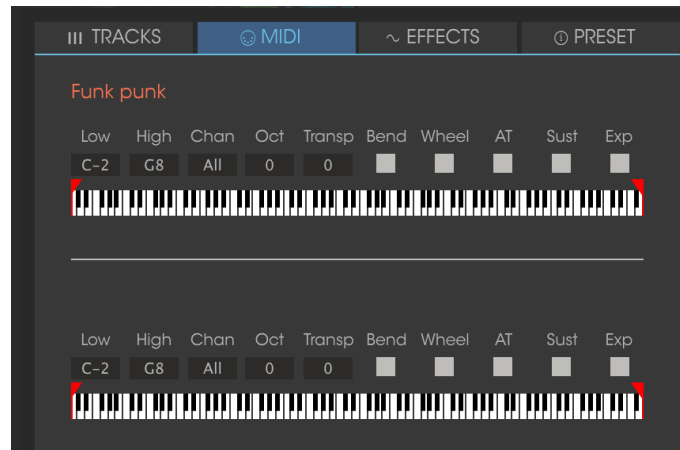 TRACKS MIDI EFFECTS PRESET
Funk punk
Low High Chan Oct Transp Bend Wheel AT Sust Exp
C-2 G8 All 0 0
Low High Chan Oct Transp Bend Wheel AT Sust Exp
C-2 G8 All 0 0